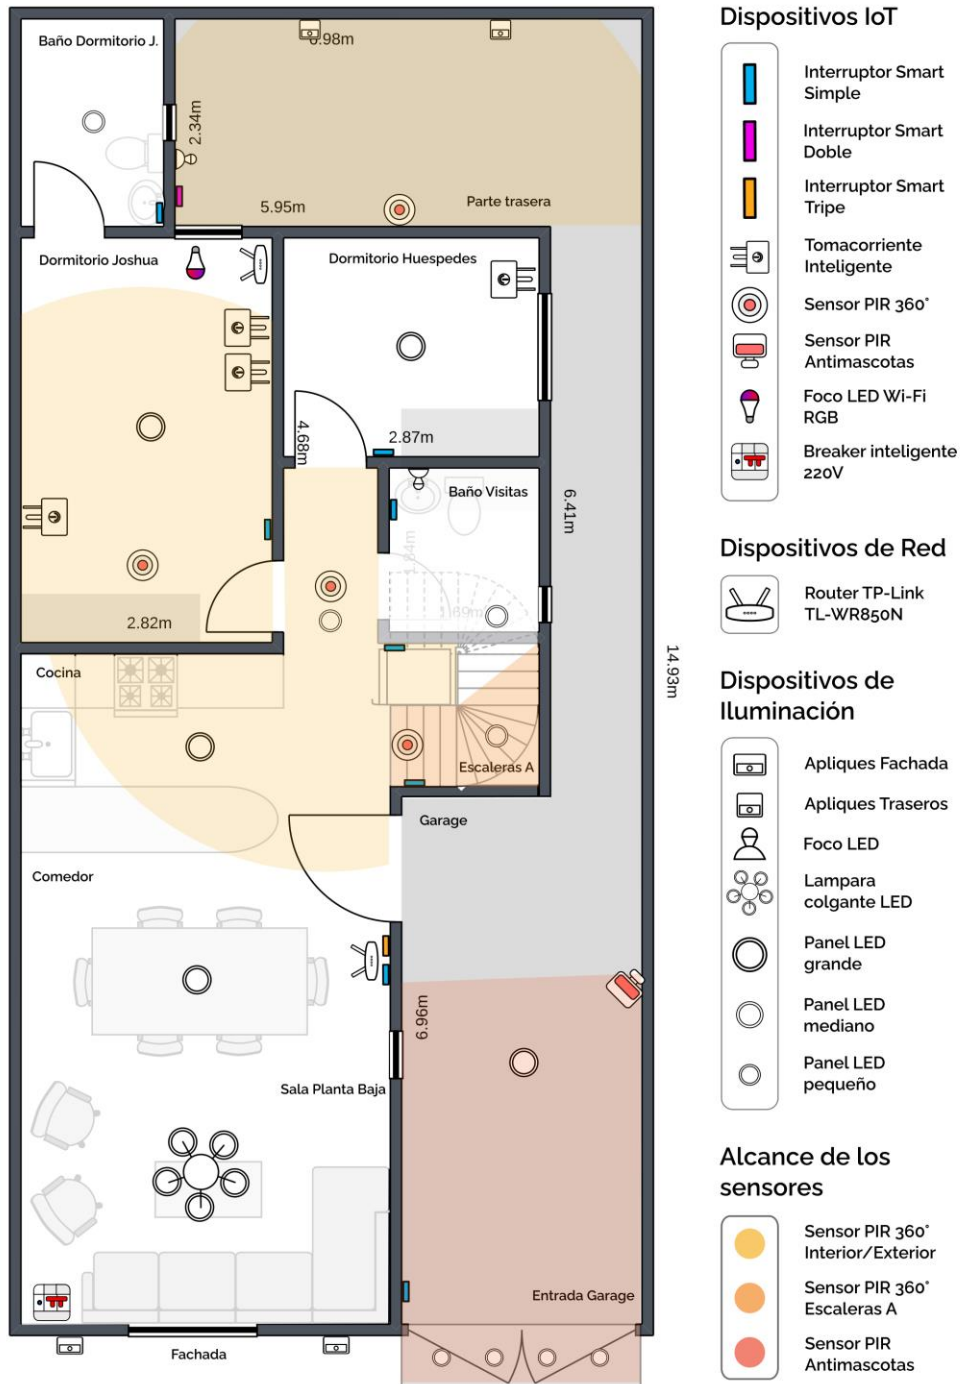 Baño Dormitorio J.
6.98m
2.34m
5.95m
Parte trasera
Dormitorio Joshua
Dormitorio Huespedes
4.68m
2.87m
Baño Visitas
6.41m
1.84m
1.89m
2.82m
14.93m
Cocina
Escaleras A
Garage
Comedor
6.96m
Sala Planta Baja
Entrada Garage
Fachada
Dispositivos IoT
Interruptor Smart
Simple
Interruptor Smart
Doble
Interruptor Smart
Tripe
Tomacorriente
Inteligente
Sensor PIR 360°
Sensor PIR
Antimascotas
Foco LED Wi-Fi
RGB
Breaker inteligente
220V
Dispositivos de Red
Router TP-Link
TL-WR850N
Dispositivos de
Iluminación
Apliques Fachada
Apliques Traseros
Foco LED
Lampara
colgante LED
Panel LED
grande
Panel LED
mediano
Panel LED
pequeño
Alcance de los
sensores
Sensor PIR 360°
Interior/Exterior
Sensor PIR 360°
Escaleras A
Sensor PIR
Antimascotas